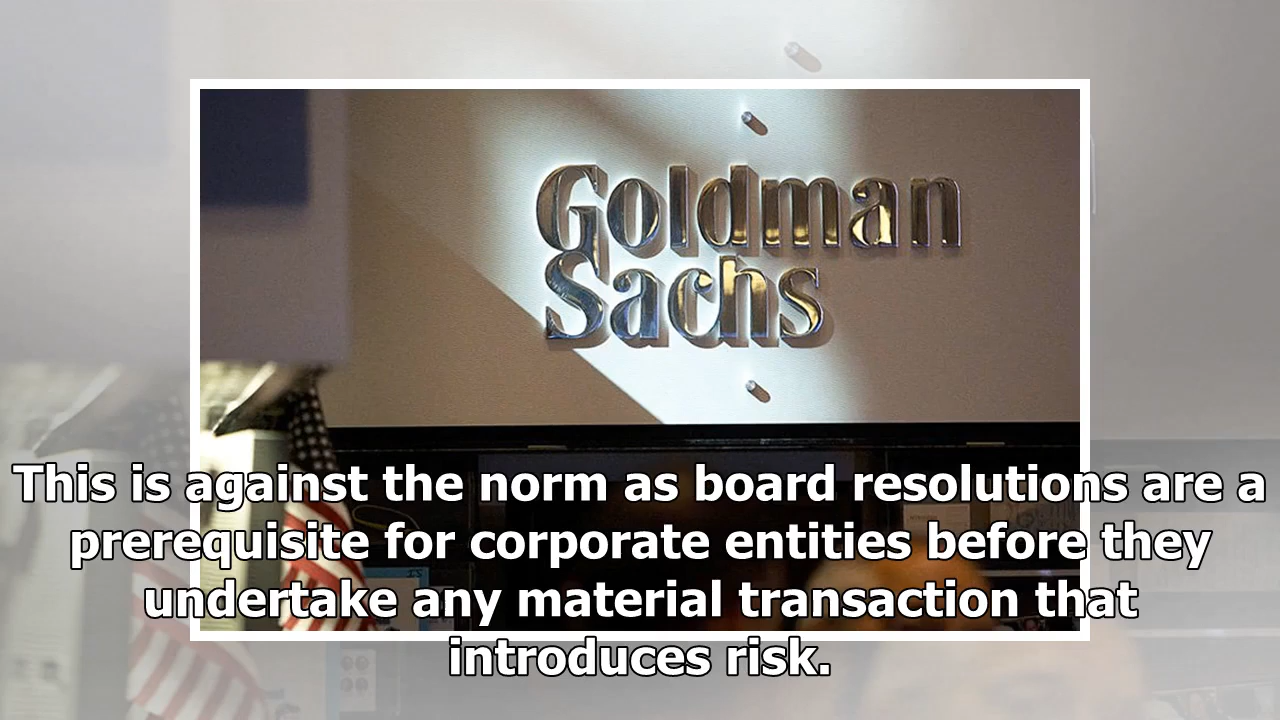 Goldman
Sachs
This is against the norm as board resolutions are a
prerequisite for corporate entities before they
undertake any material transaction that
introduces risk.